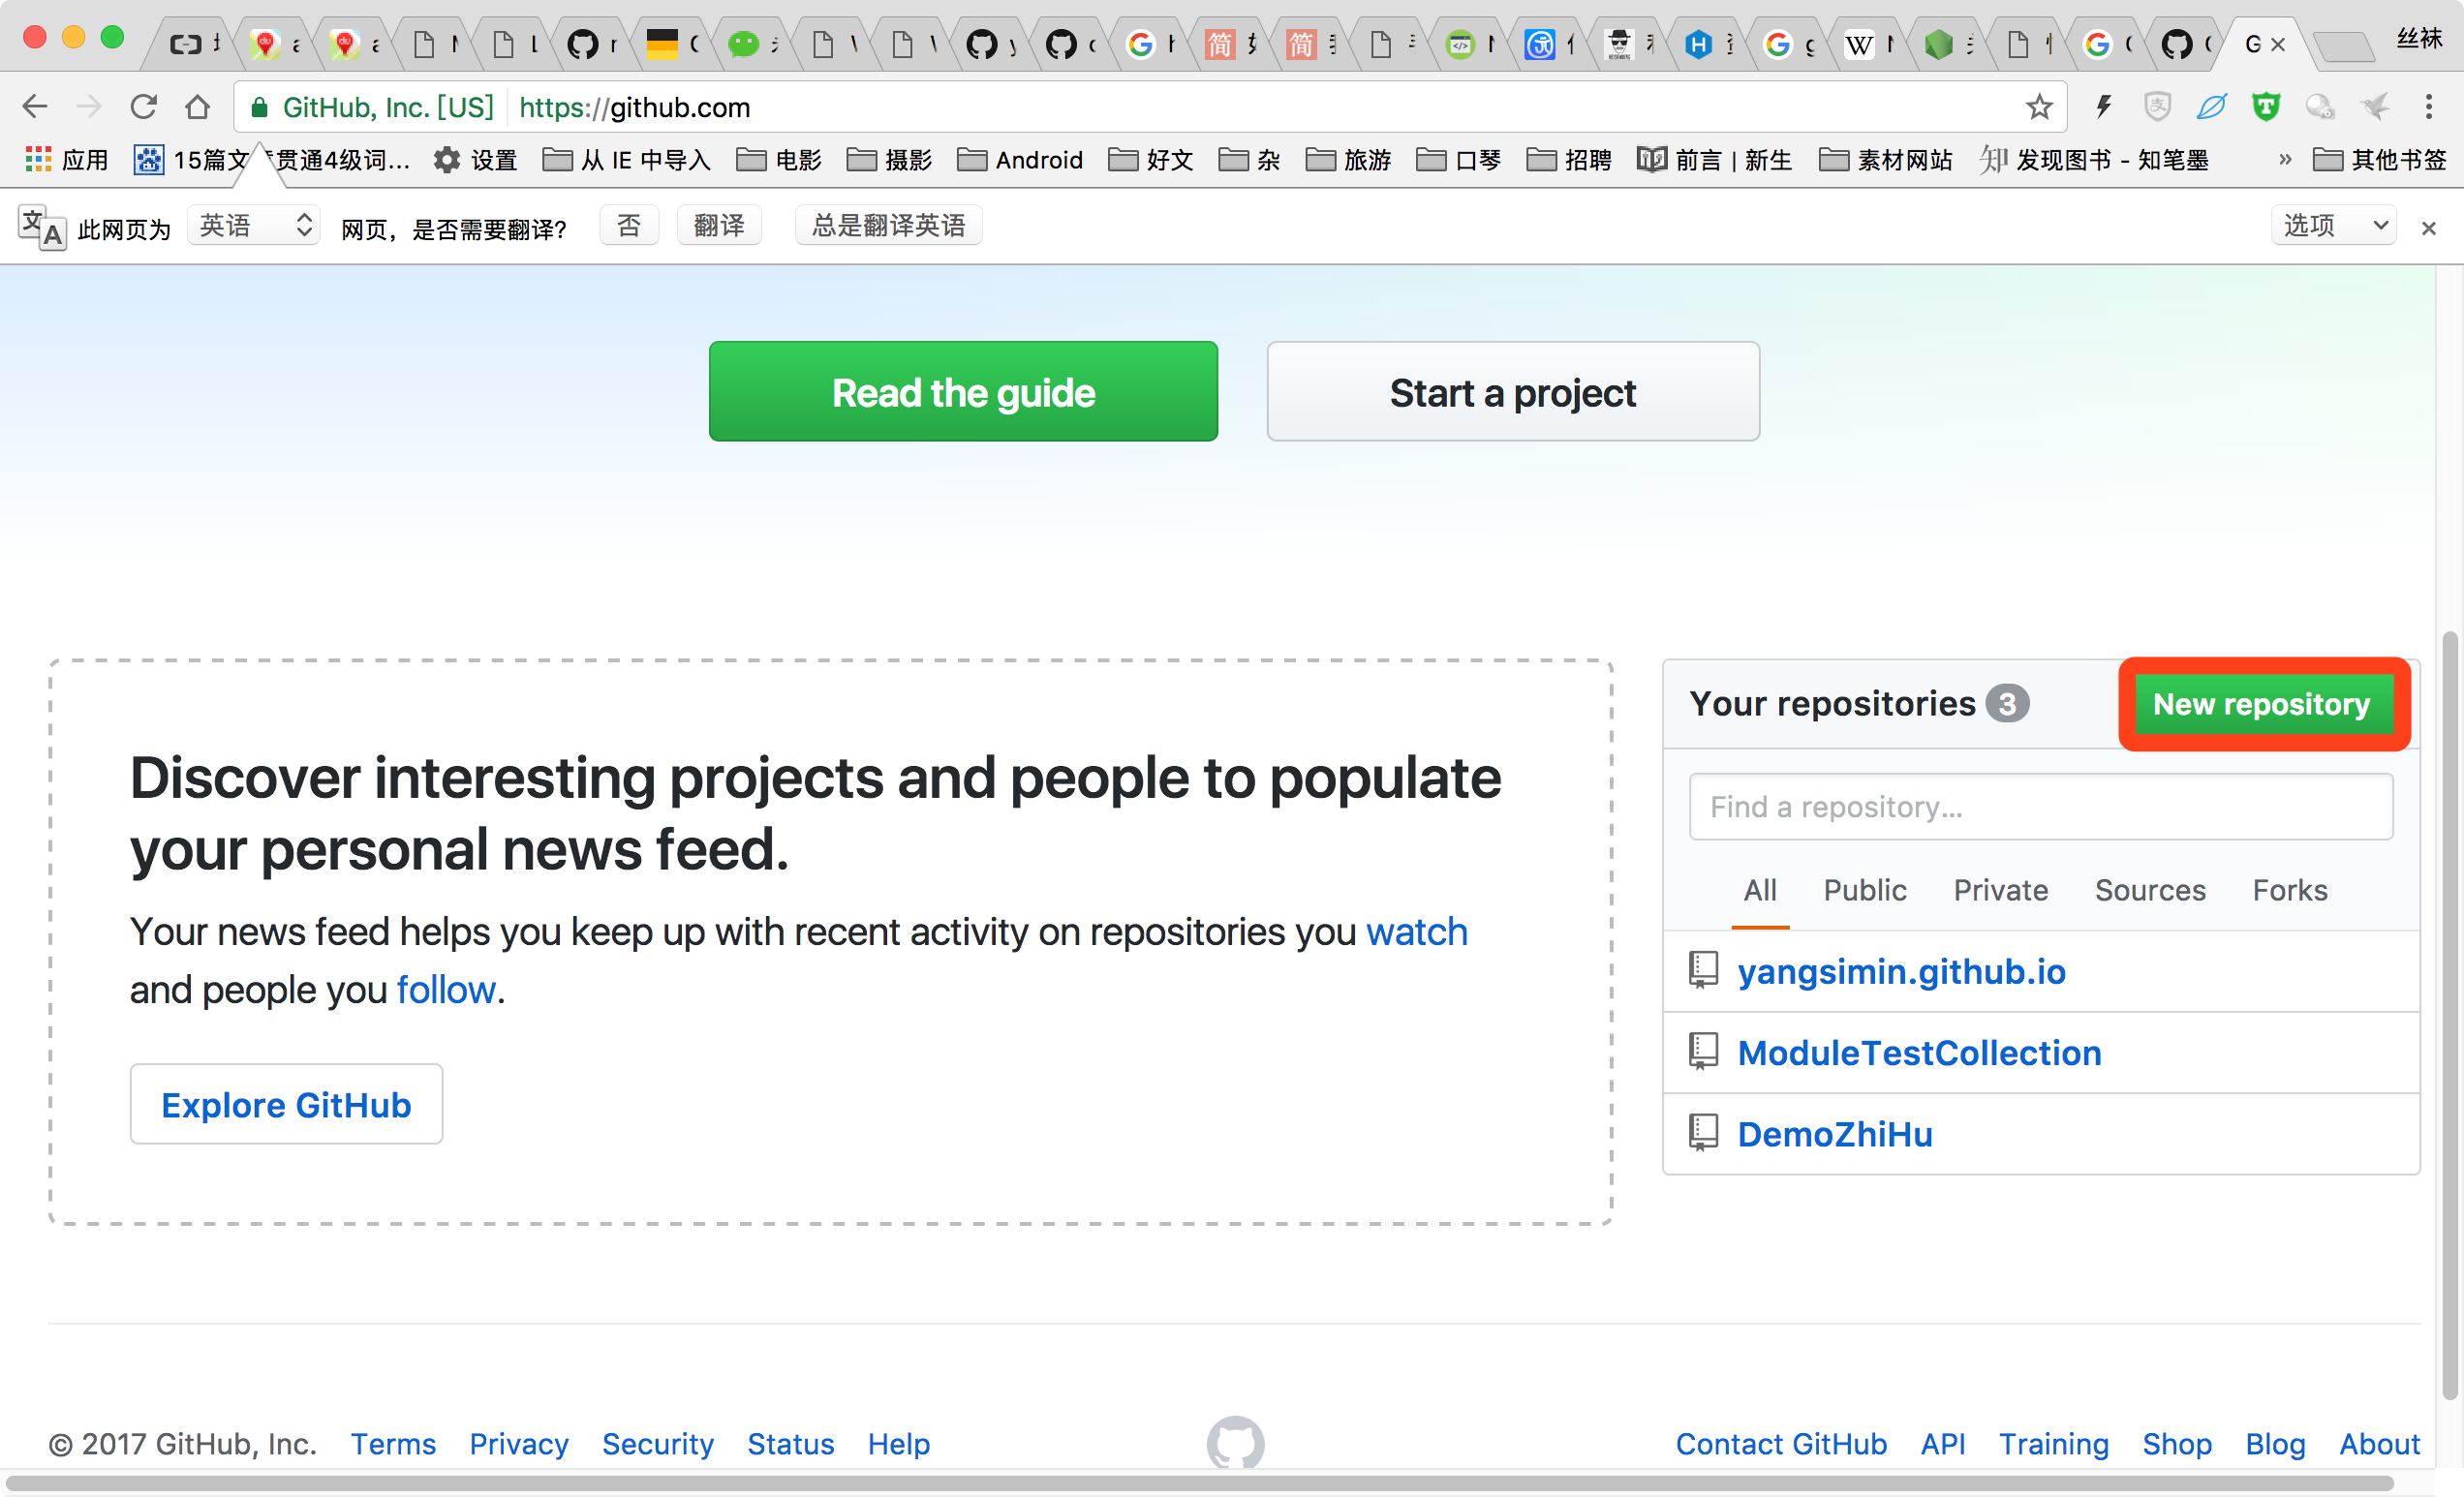 丝袜
G
GitHub, Inc. [US]
https://github.com
应用
15篇文 贯通4级词...
设置
从 IE 中导入
电影
摄影
Android
好文
杂
旅游
口琴
招聘
前言 | 新生
素材网站
发现图书 - 知笔墨
»
其他书签
此网页为
英语
网页，是否需要翻译？
否
翻译
总是翻译英语
选项
Read the guide
Start a project
Discover interesting projects and people to populate
your personal news feed.
Your news feed helps you keep up with recent activity on repositories you watch
and people you follow.
Explore GitHub
Your repositories 3
New repository
Find a repository…
All
Public
Private
Sources
Forks
yangsimin.github.io
ModuleTestCollection
DemoZhiHu
© 2017 GitHub, Inc.
Terms
Privacy
Security
Status
Help
Contact GitHub
API
Training
Shop
Blog
About